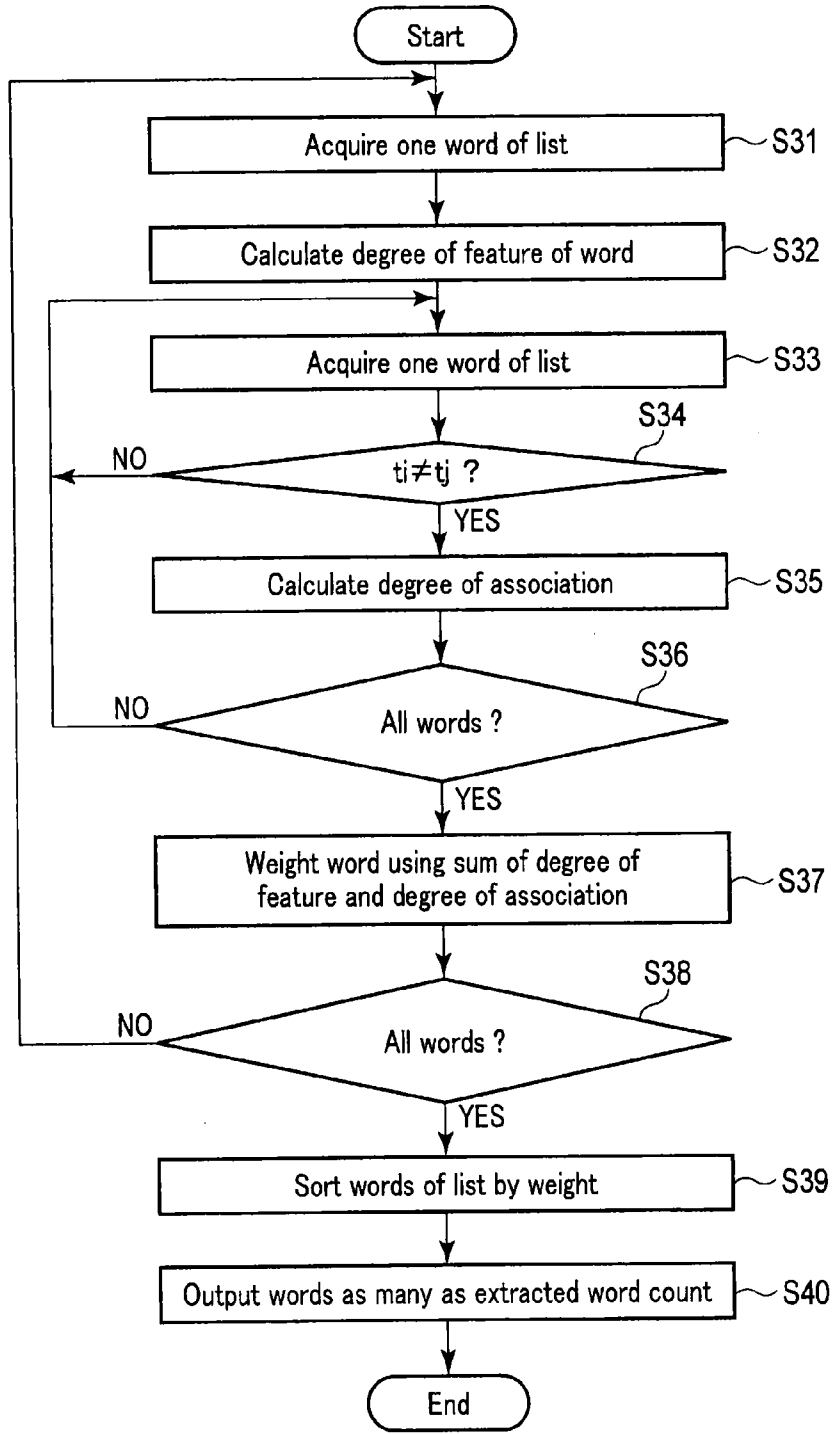 Start
Acquire one word of list
S31
Calculate degree of feature of word
S32
Acquire one word of list
S33
S34
NO
ti≠tj ?
YES
Calculate degree of association
S35
S36
NO
All words ?
YES
Weight word using sum of degree of
feature and degree of association
S37
S38
NO
All words ?
YES
Sort words of list by weight
S39
Output words as many as extracted word count
S40
End